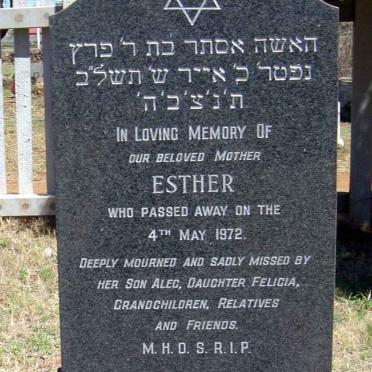 האשה אסתר בת ר' פרץ
נפטר' כ' אייר ש' תשל"ב
ת' נ' צ' ב' ה'
IN LOVING MEMORY OF
OUR BELOVED MOTHER
ESTHER
WHO PASSED AWAY ON THE
4TH MAY 1972.
DEEPLY MOURNED AND SADLY MISSED BY
HER SON ALEC, DAUGHTER FELICIA,
GRANDCHILDREN, RELATIVES
AND FRIENDS.
M.H.D.S.R.I.P.